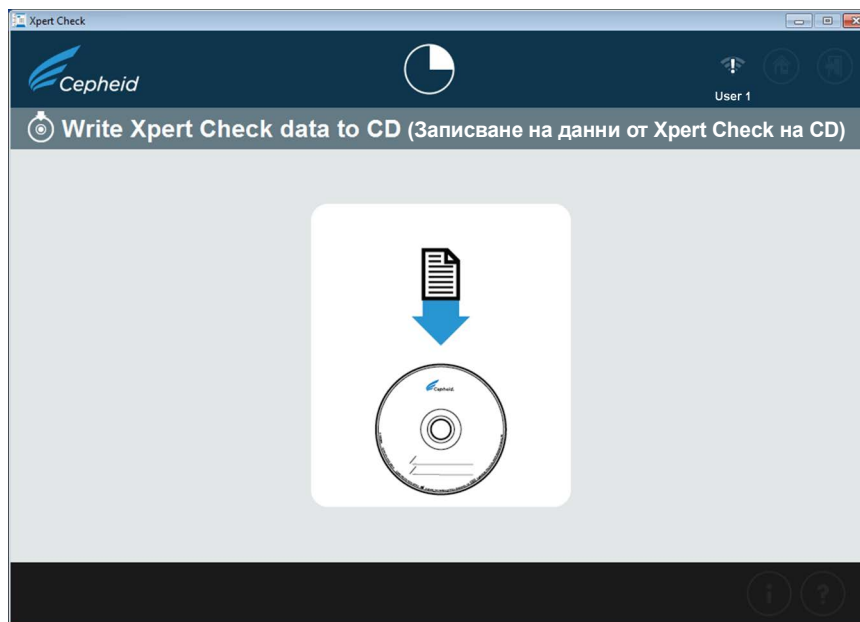 Xpert Check
Cepheid
User 1
Write Xpert Check data to CD (Записване на данни от Xpert Check на CD)
Cepheid